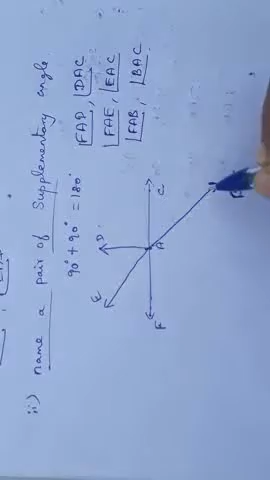 ii) name a pair of Supplementary angle.
90° + 90° = 180°
∠FAD, ∠DAC
∠FAE, ∠EAC
∠FAB, ∠BAC
E
D
F
A
C